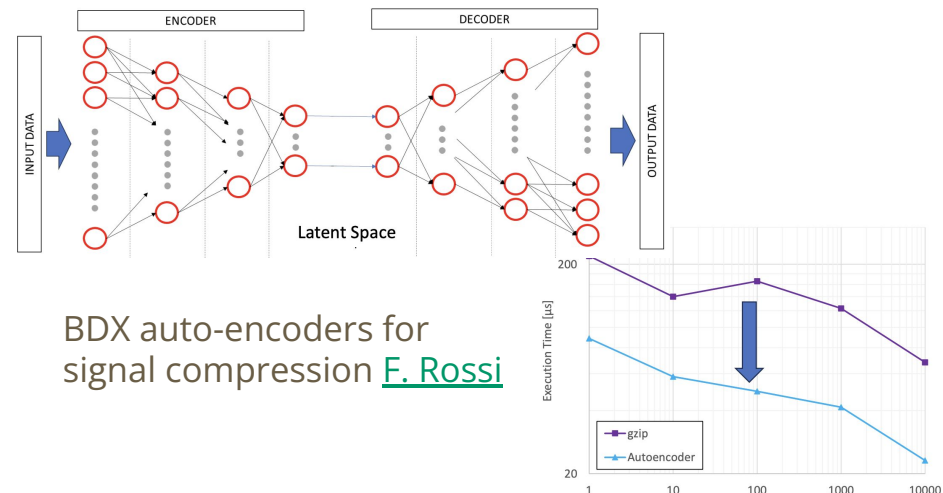 ENCODER
DECODER
INPUT DATA
OUTPUT DATA
Latent Space
BDX auto-encoders for
signal compression F. Rossi
200
Execution Time [µs]
gzip
Autoencoder
20
1 10 100 1000 10000